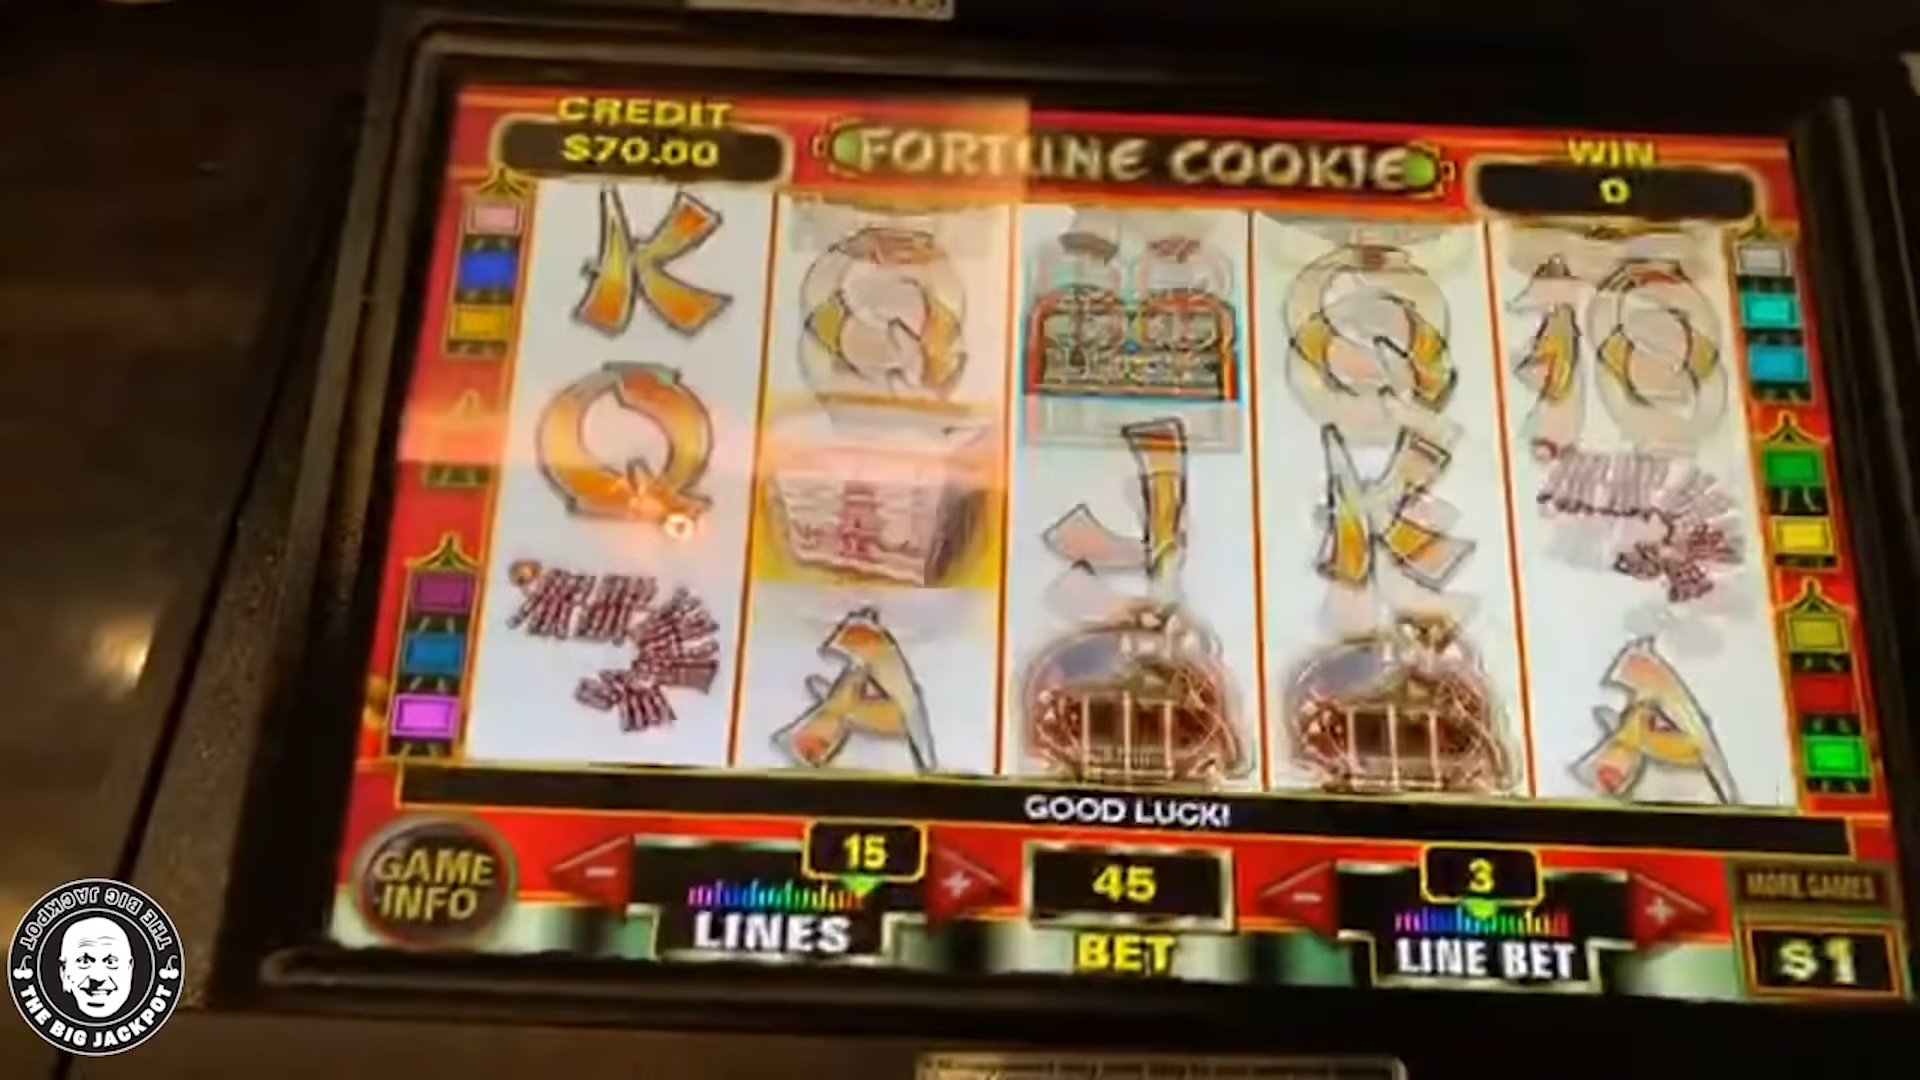 CREDIT
$70.00
FORTUNE COOKIE
WIN
0
K
Q
Q
10
Q
J
K
A
A
GOOD LUCK!
GAME
INFO
15
LINES
45
BET
3
LINE BET
MORE GAMES
$1
THE BIG JACKPOT
THE BIG JACKPOT